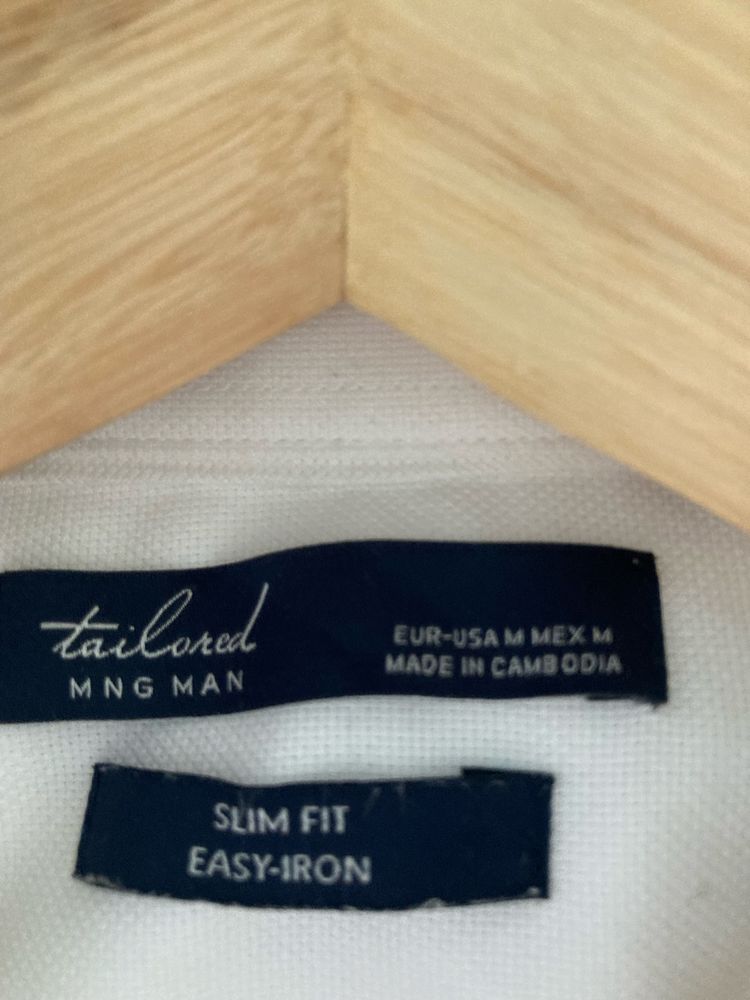 tailored
MNG MAN
EUR-USA M MEX M
MADE IN CAMBODIA
SLIM FIT
EASY-IRON